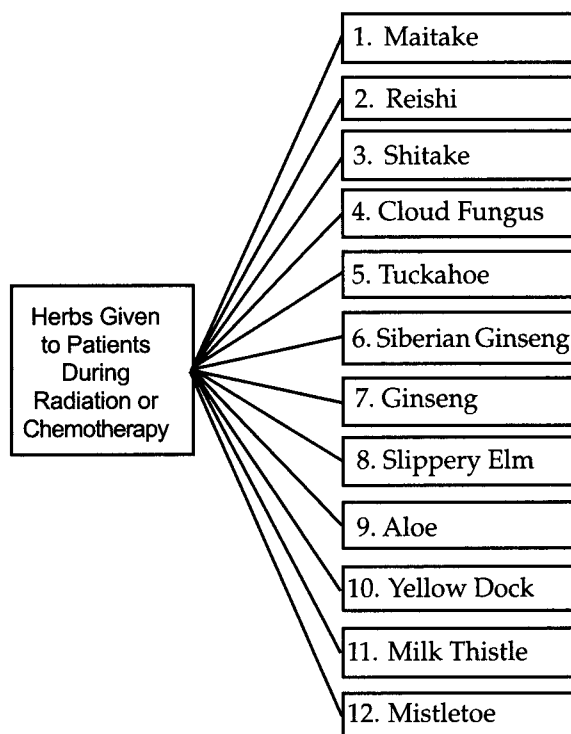 Herbs Given
to Patients
During
Radiation or
Chemotherapy
1. Maitake
2. Reishi
3. Shitake
4. Cloud Fungus
5. Tuckahoe
6. Siberian Ginseng
7. Ginseng
8. Slippery Elm
9. Aloe
10. Yellow Dock
11. Milk Thistle
12. Mistletoe